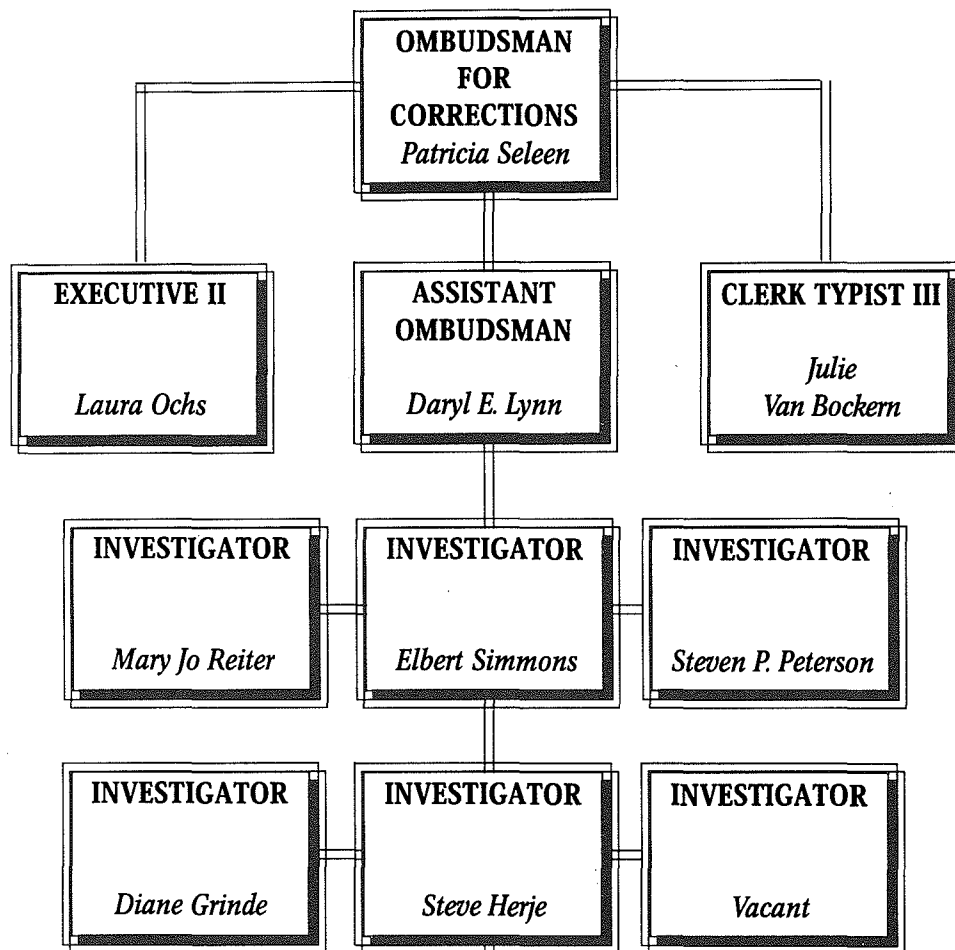 OMBUDSMAN
FOR
CORRECTIONS
Patricia Seleen
EXECUTIVE II
Laura Ochs
ASSISTANT
OMBUDSMAN
Daryl E. Lynn
CLERK TYPIST III
Julie
Van Bockern
INVESTIGATOR
Mary Jo Reiter
INVESTIGATOR
Elbert Simmons
INVESTIGATOR
Steven P. Peterson
INVESTIGATOR
Diane Grinde
INVESTIGATOR
Steve Herje
INVESTIGATOR
Vacant